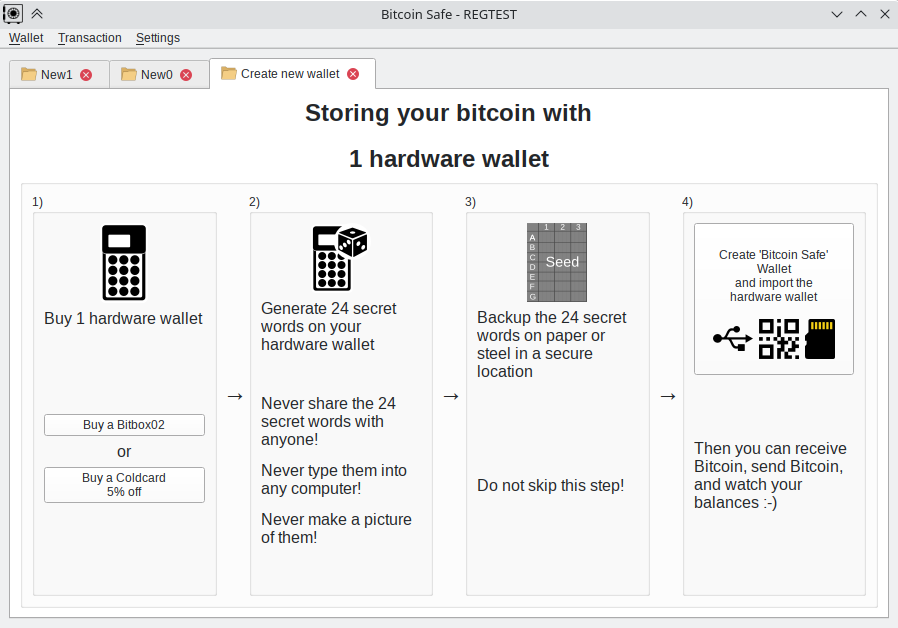 Bitcoin Safe - REGTEST
Wallet Transaction Settings
New1 New0 Create new wallet
Storing your bitcoin with
1 hardware wallet
1)
Buy 1 hardware wallet
Buy a Bitbox02
or
Buy a Coldcard
5% off
→
2)
Generate 24 secret
words on your
hardware wallet
Never share the 24
secret words with
anyone!
Never type them into
any computer!
Never make a picture
of them!
→
3)
1 2 3
A
B
C
D
E
F
G
Seed
Backup the 24 secret
words on paper or
steel in a secure
location
Do not skip this step!
→
4)
Create 'Bitcoin Safe'
Wallet
and import the
hardware wallet
Then you can receive
Bitcoin, send Bitcoin,
and watch your
balances :-)